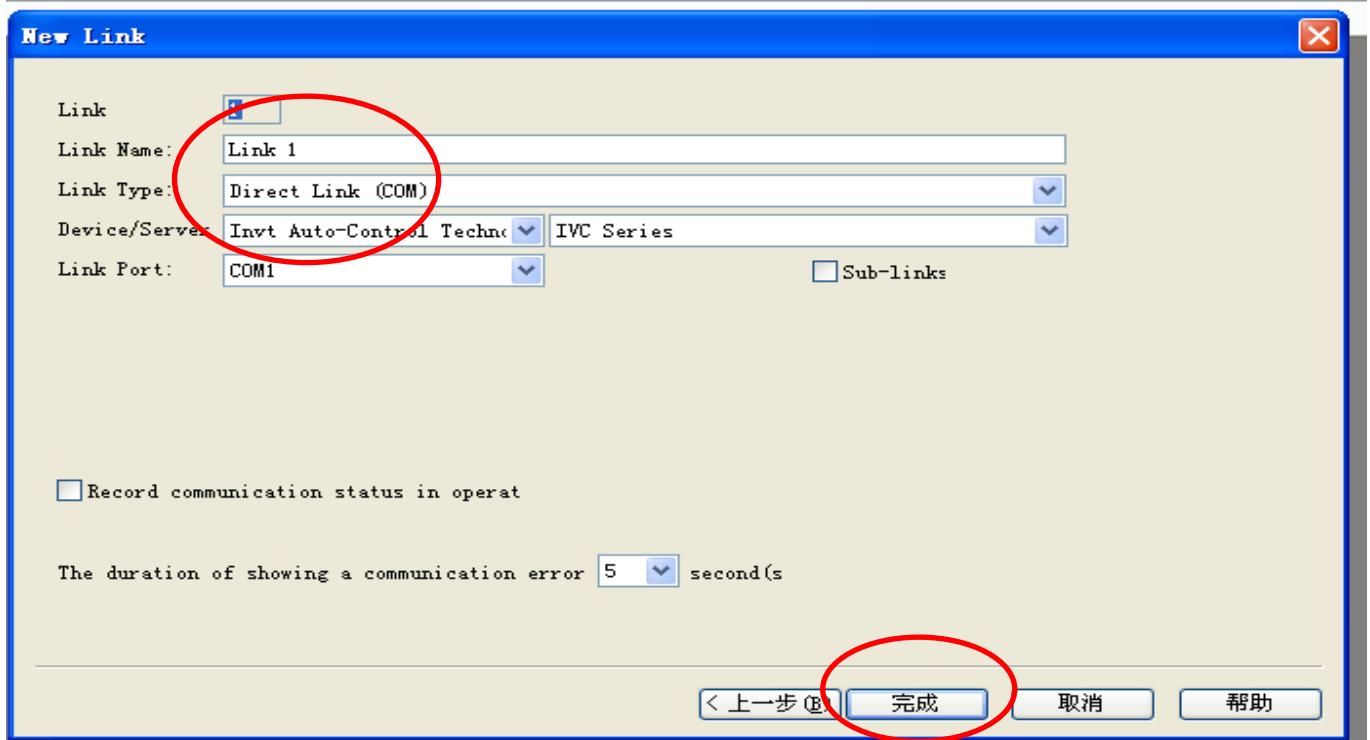 New Link
Link
Link Name: Link 1
Link Type: Direct Link (COM)
Device/Server Invt Auto-Control Techno IVC Series
Link Port: COM1 Sub-links
Record communication status in operat
The duration of showing a communication error 5 second(s
< 上一步(B) 完成 取消 帮助